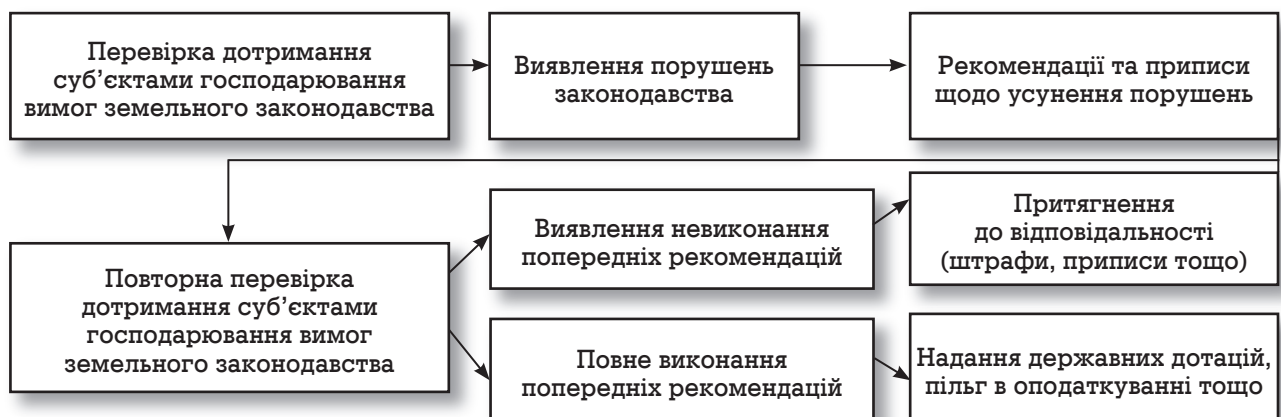 Перевірка дотримання
суб’єктами господарювання
вимог земельного законодавства
Виявлення порушень
законодавства
Рекомендації та приписи
щодо усунення порушень
Повторна перевірка
дотримання суб’єктами
господарювання вимог
земельного законодавства
Виявлення невиконання
попередніх рекомендацій
Притягнення
до відповідальності
(штрафи, приписи тощо)
Повне виконання
попередніх рекомендацій
Надання державних дотацій,
пільг в оподаткуванні тощо